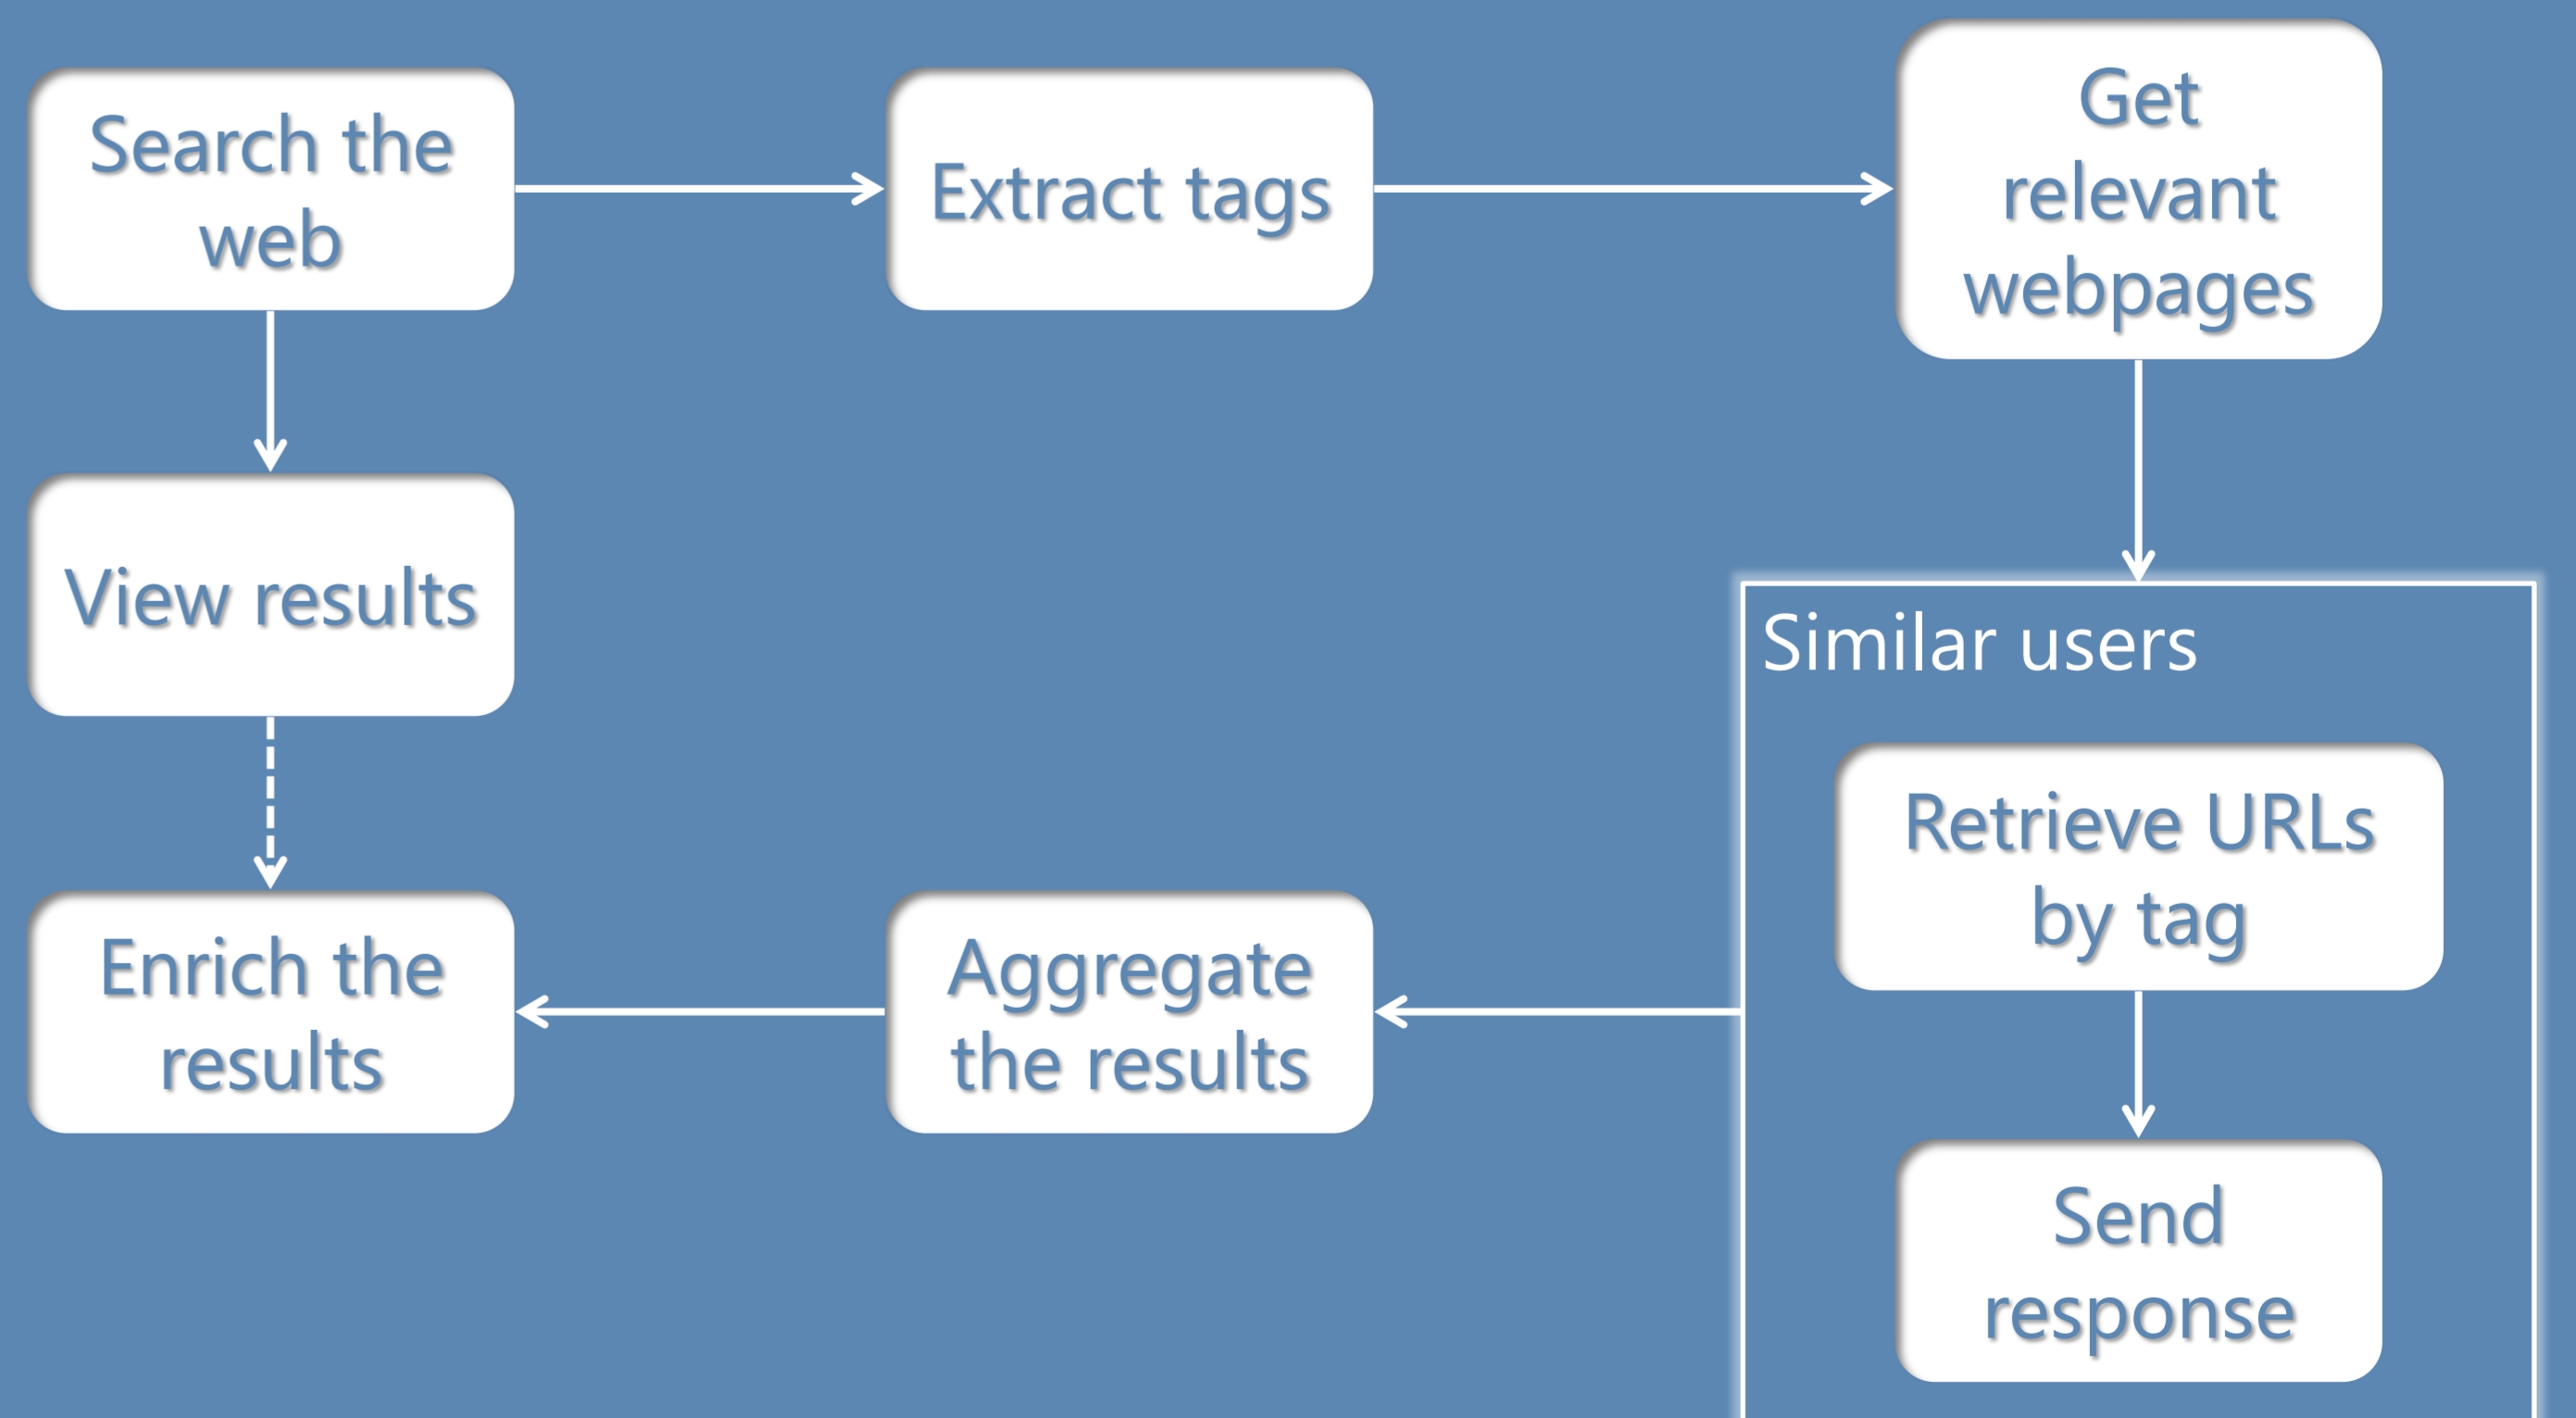 Search the
web
Extract tags
Get
relevant
webpages
View results
Similar users
Retrieve URLs
by tag
Enrich the
results
Aggregate
the results
Send
response